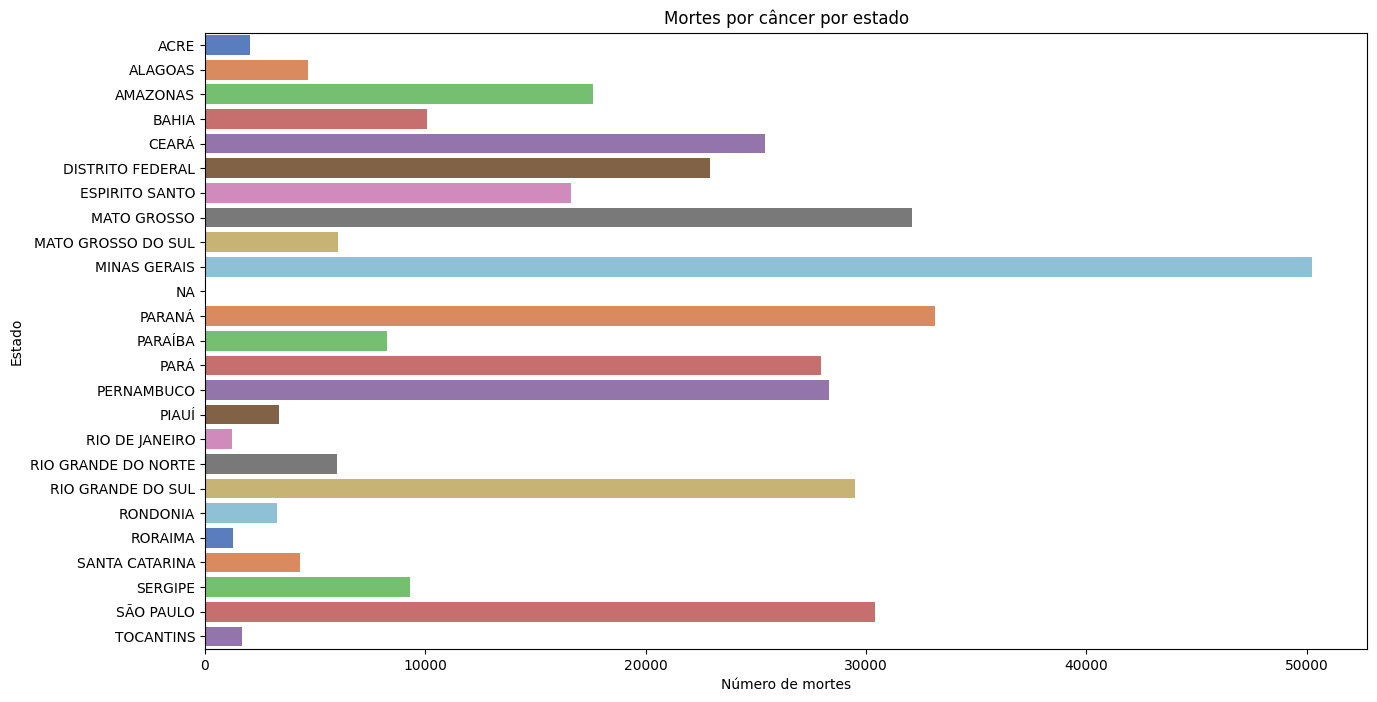 Mortes por câncer por estado
Estado
ACRE
ALAGOAS
AMAZONAS
BAHIA
CEARÁ
DISTRITO FEDERAL
ESPIRITO SANTO
MATO GROSSO
MATO GROSSO DO SUL
MINAS GERAIS
NA
PARANÁ
PARAÍBA
PARÁ
PERNAMBUCO
PIAUÍ
RIO DE JANEIRO
RIO GRANDE DO NORTE
RIO GRANDE DO SUL
RONDONIA
RORAIMA
SANTA CATARINA
SERGIPE
SÃO PAULO
TOCANTINS
0 10000 20000 30000 40000 50000
Número de mortes